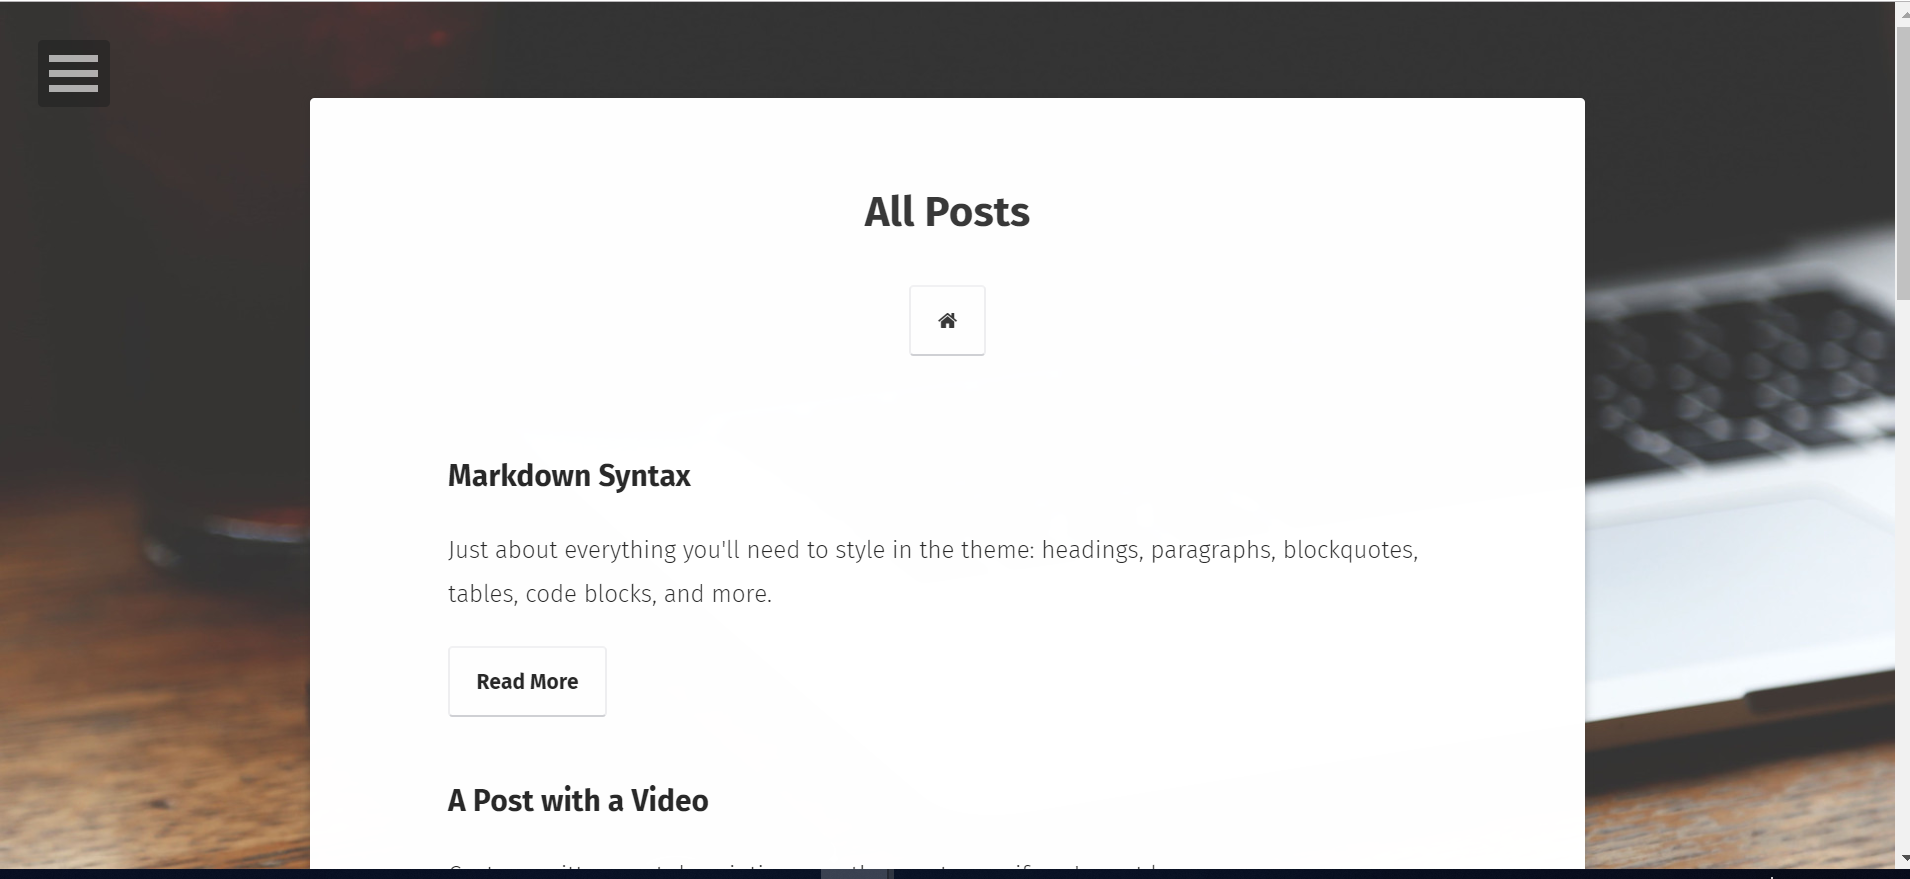 All Posts
Markdown Syntax
Just about everything you'll need to style in the theme: headings, paragraphs, blockquotes,
tables, code blocks, and more.
Read More
A Post with a Video